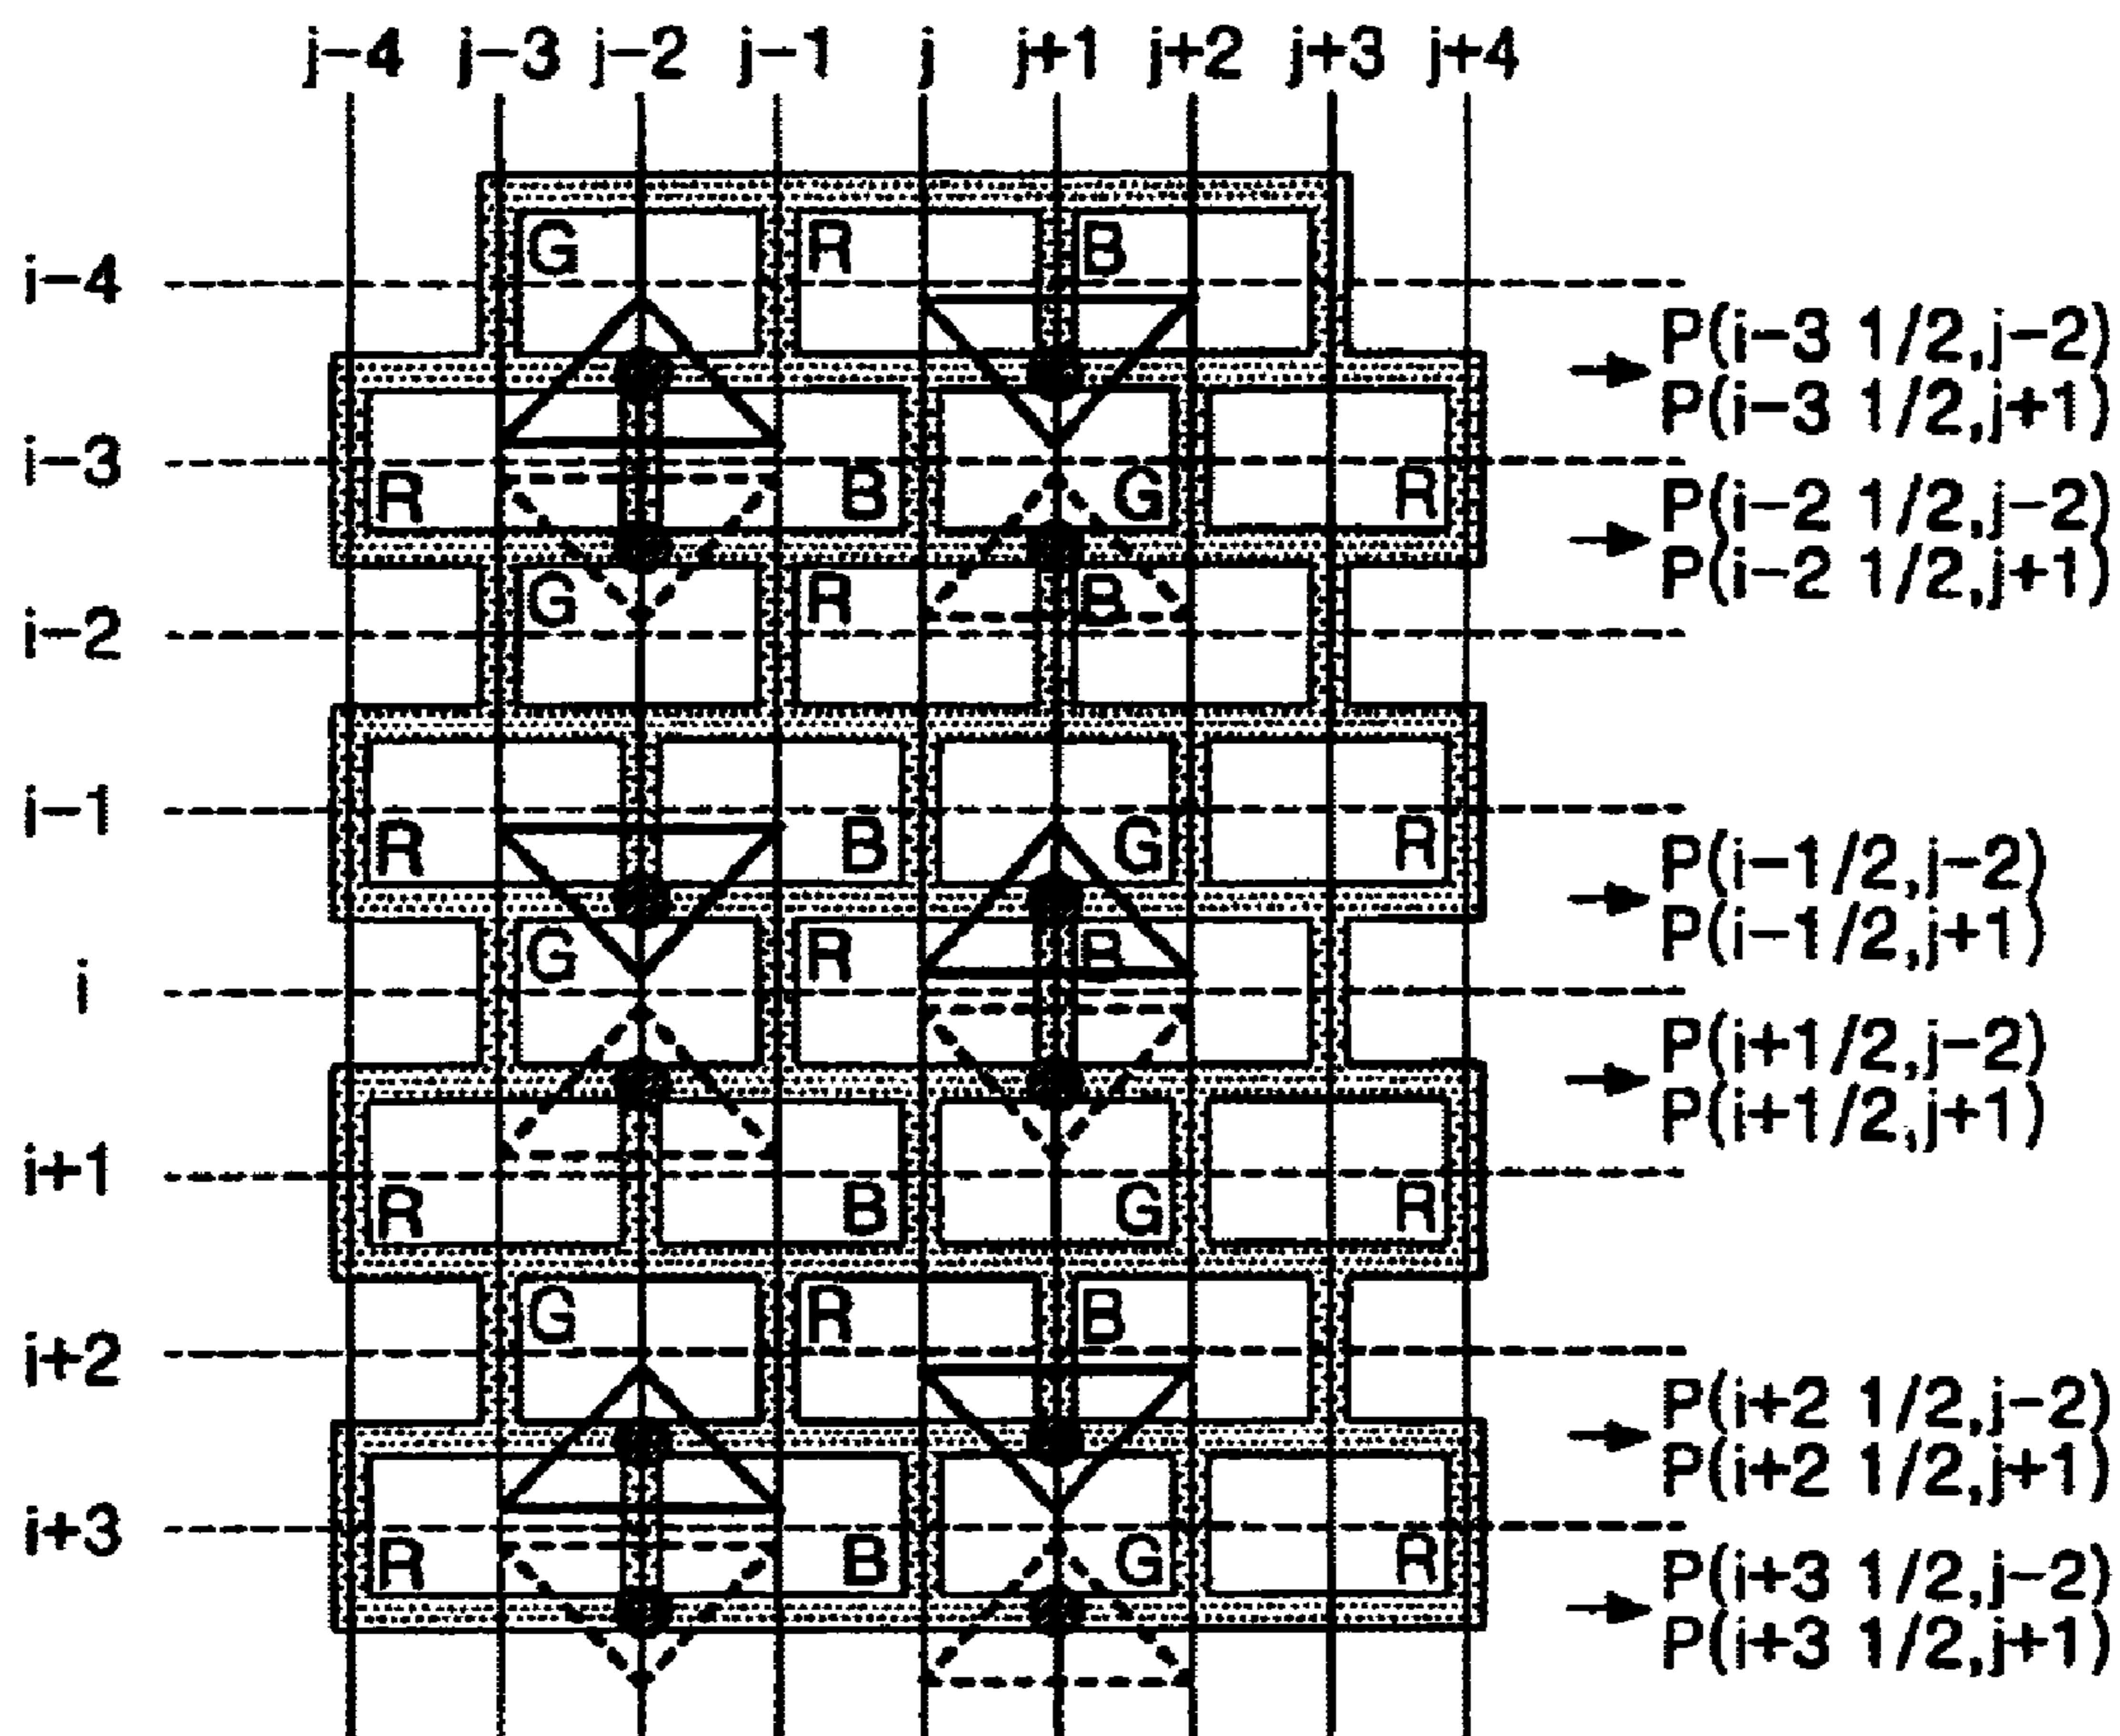 j−4 j−3 j−2 j−1 j j+1 j+2 j+3 j+4
G R B
i−4
P(i−3 1/2,j−2)
P(i−3 1/2,j+1)
i−3
R B G R
P(i−2 1/2,j−2)
P(i−2 1/2,j+1)
G R B
i−2
i−1
R B G R
P(i−1/2,j−2)
P(i−1/2,j+1)
G R B
i
P(i+1/2,j−2)
P(i+1/2,j+1)
i+1
R B G R
G R B
i+2
P(i+2 1/2,j−2)
P(i+2 1/2,j+1)
i+3
R B G R
P(i+3 1/2,j−2)
P(i+3 1/2,j+1)